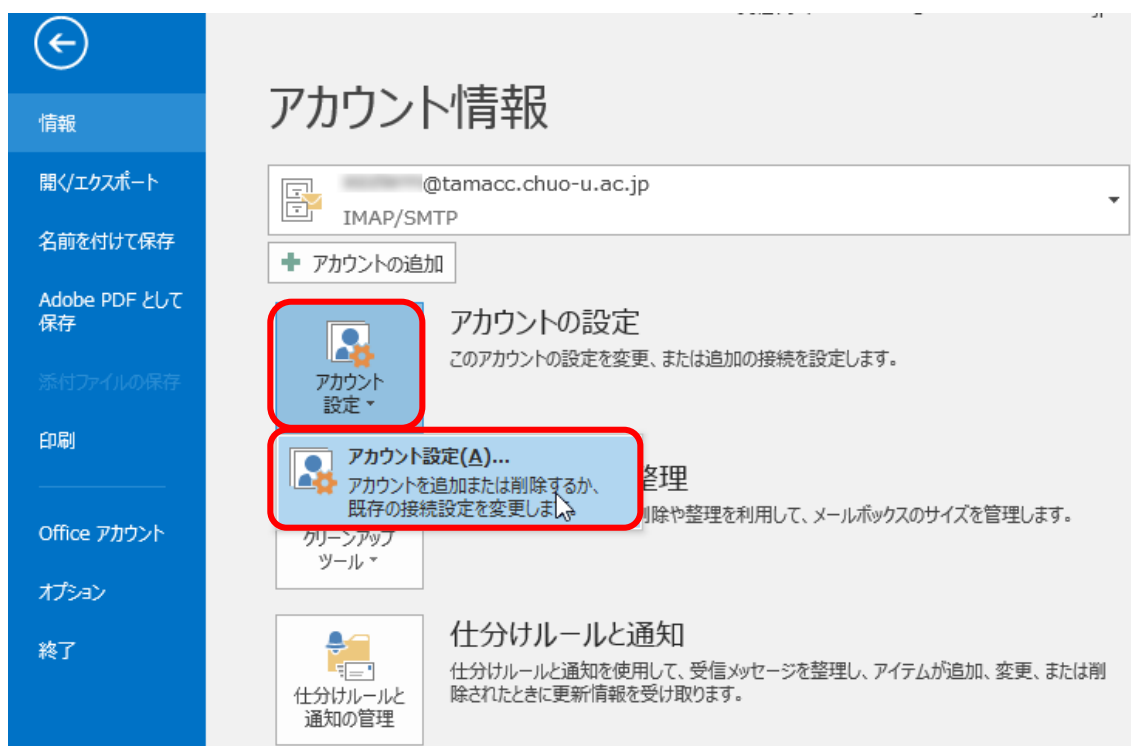 情報
開く/エクスポート
名前を付けて保存
Adobe PDF として
保存
添付ファイルの保存
印刷
Office アカウント
オプション
終了
アカウント情報
@tamacc.chuo-u.ac.jp
IMAP/SMTP
アカウントの追加
アカウント
設定
アカウントの設定
このアカウントの設定を変更、または追加の接続を設定します。
アカウント設定(A)...
アカウントを追加または削除するか、
既存の接続設定を変更しま
整理
削除や整理を利用して、メールボックスのサイズを管理します。
クリーンアップ
ツール
仕分けルールと
通知の管理
仕分けルールと通知
仕分けルールと通知を使用して、受信メッセージを整理し、アイテムが追加、変更、または削
除されたときに更新情報を受け取ります。